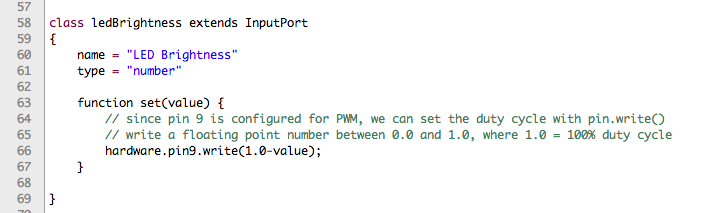 57
58 class ledBrightness extends InputPort
59 {
60     name = "LED Brightness"
61     type = "number"
62
63     function set(value) {
64         // since pin 9 is configured for PWM, we can set the duty cycle with pin.write()
65         // write a floating point number between 0.0 and 1.0, where 1.0 = 100% duty cycle
66         hardware.pin9.write(1.0-value);
67     }
68
69 }